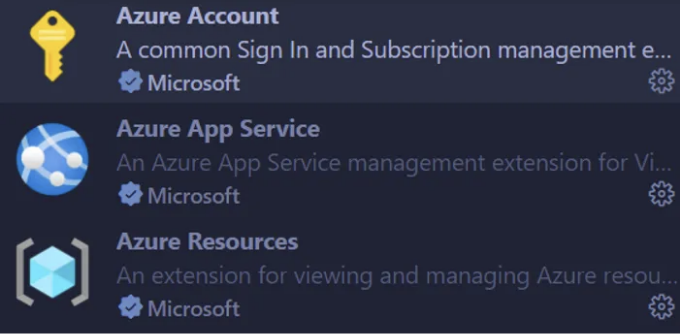 Azure Account
A common Sign In and Subscription management e...
Microsoft
Azure App Service
An Azure App Service management extension for Vi...
Microsoft
Azure Resources
An extension for viewing and managing Azure resou...
Microsoft